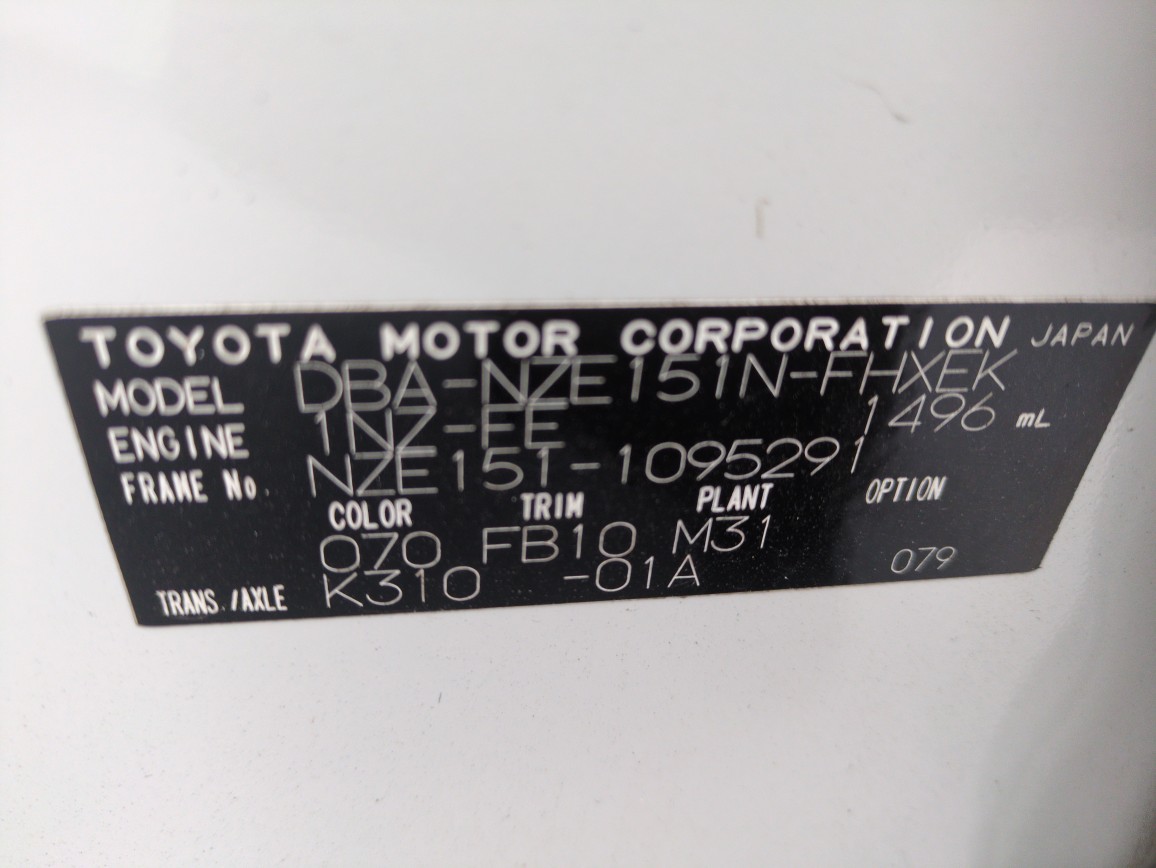 TOYOTA MOTOR CORPORATION JAPAN
MODEL DBA-NZE151N-FHXEK
ENGINE 1NZ-FE 1496 mL
FRAME No. NZE151-1095291
COLOR TRIM PLANT OPTION
070 FB10 M31
TRANS./AXLE K310 -01A 079